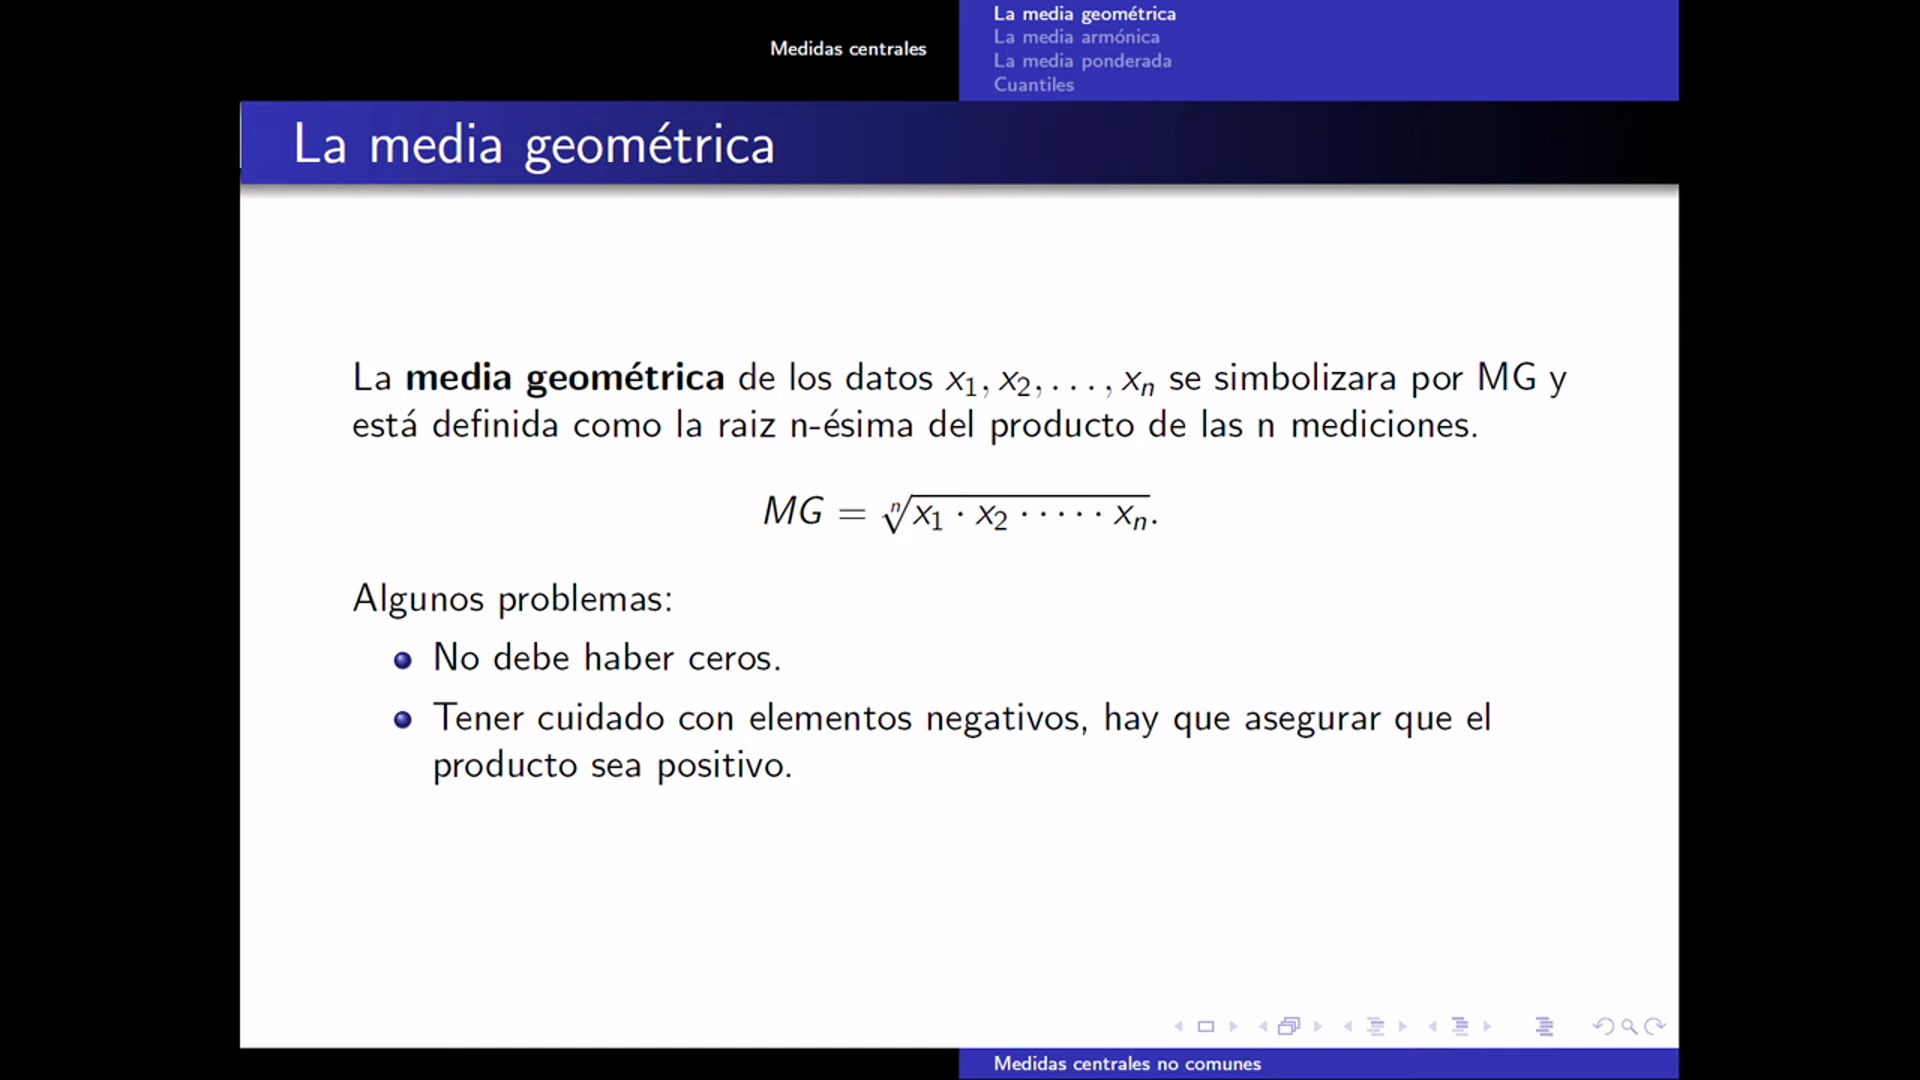 Medidas centrales
La media geométrica
La media armónica
La media ponderada
Cuantiles
La media geométrica
La media geométrica de los datos x₁, x₂, . . . , xₙ se simbolizara por MG y
está definida como la raiz n-ésima del producto de las n mediciones.
MG = ⁿ√x₁ · x₂ · · · · · xₙ.
Algunos problemas:
No debe haber ceros.
Tener cuidado con elementos negativos, hay que asegurar que el
producto sea positivo.
Medidas centrales no comunes